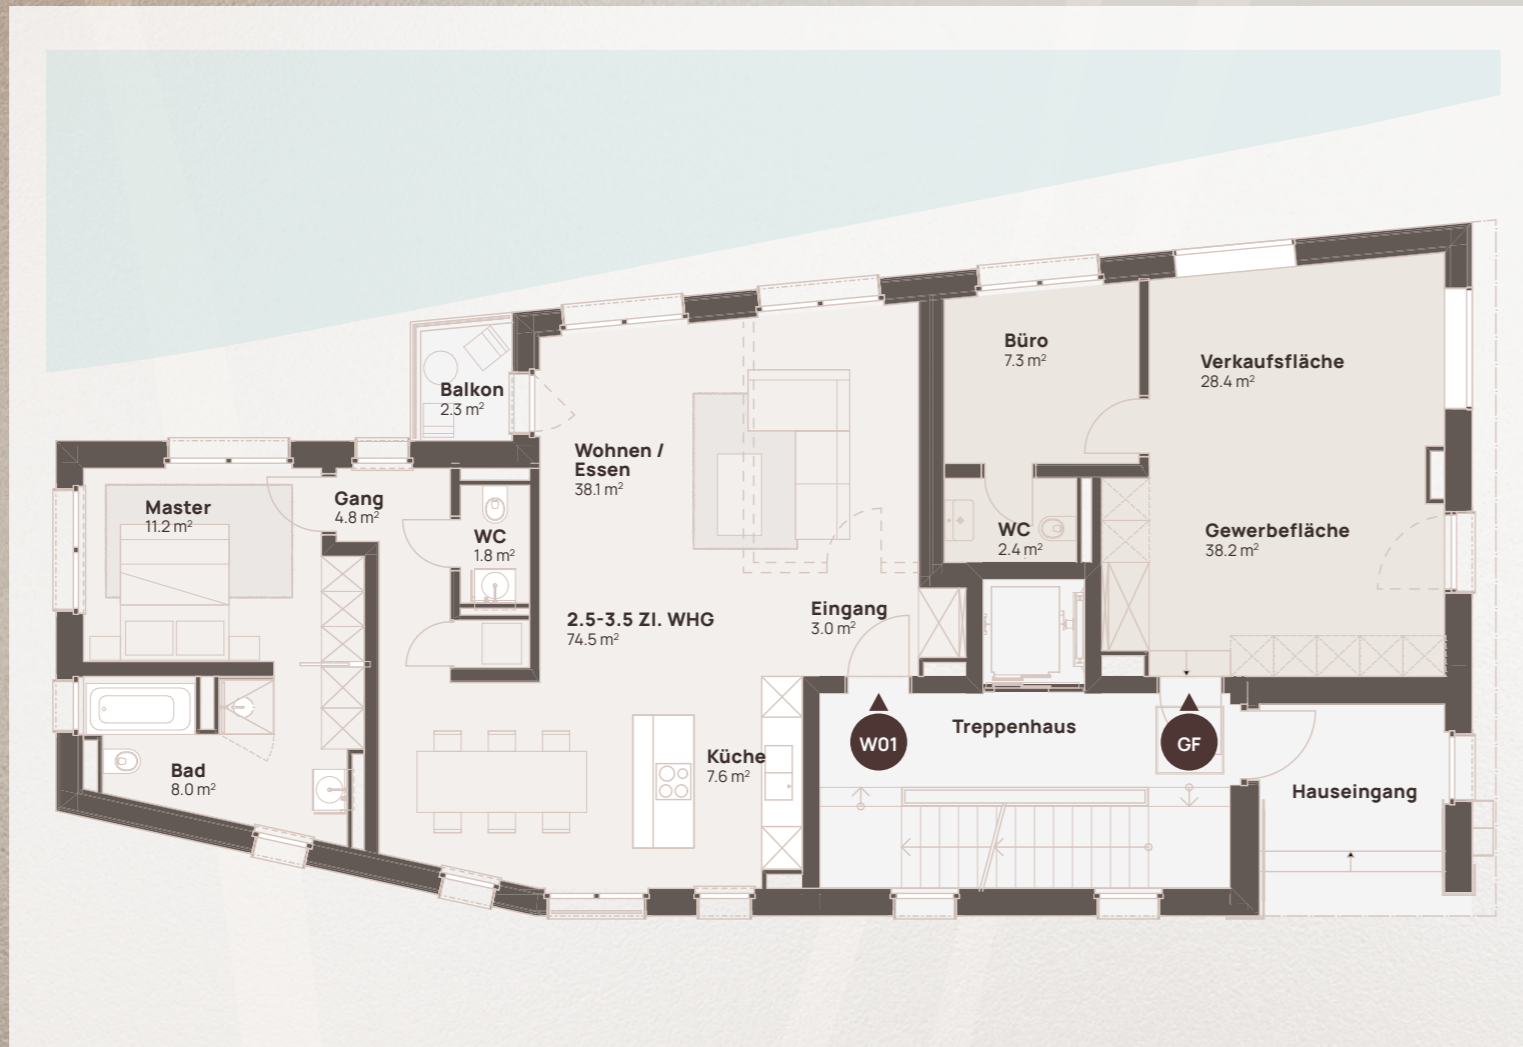 Büro
7.3 m²
Verkaufsfläche
28.4 m²
Balkon
2.3 m²
Wohnen /
Essen
38.1 m²
Master
11.2 m²
Gang
4.8 m²
WC
1.8 m²
WC
2.4 m²
Gewerbefläche
38.2 m²
2.5-3.5 ZI. WHG
74.5 m²
Eingang
3.0 m²
Treppenhaus
W01
GF
Küche
7.6 m²
Bad
8.0 m²
Hauseingang